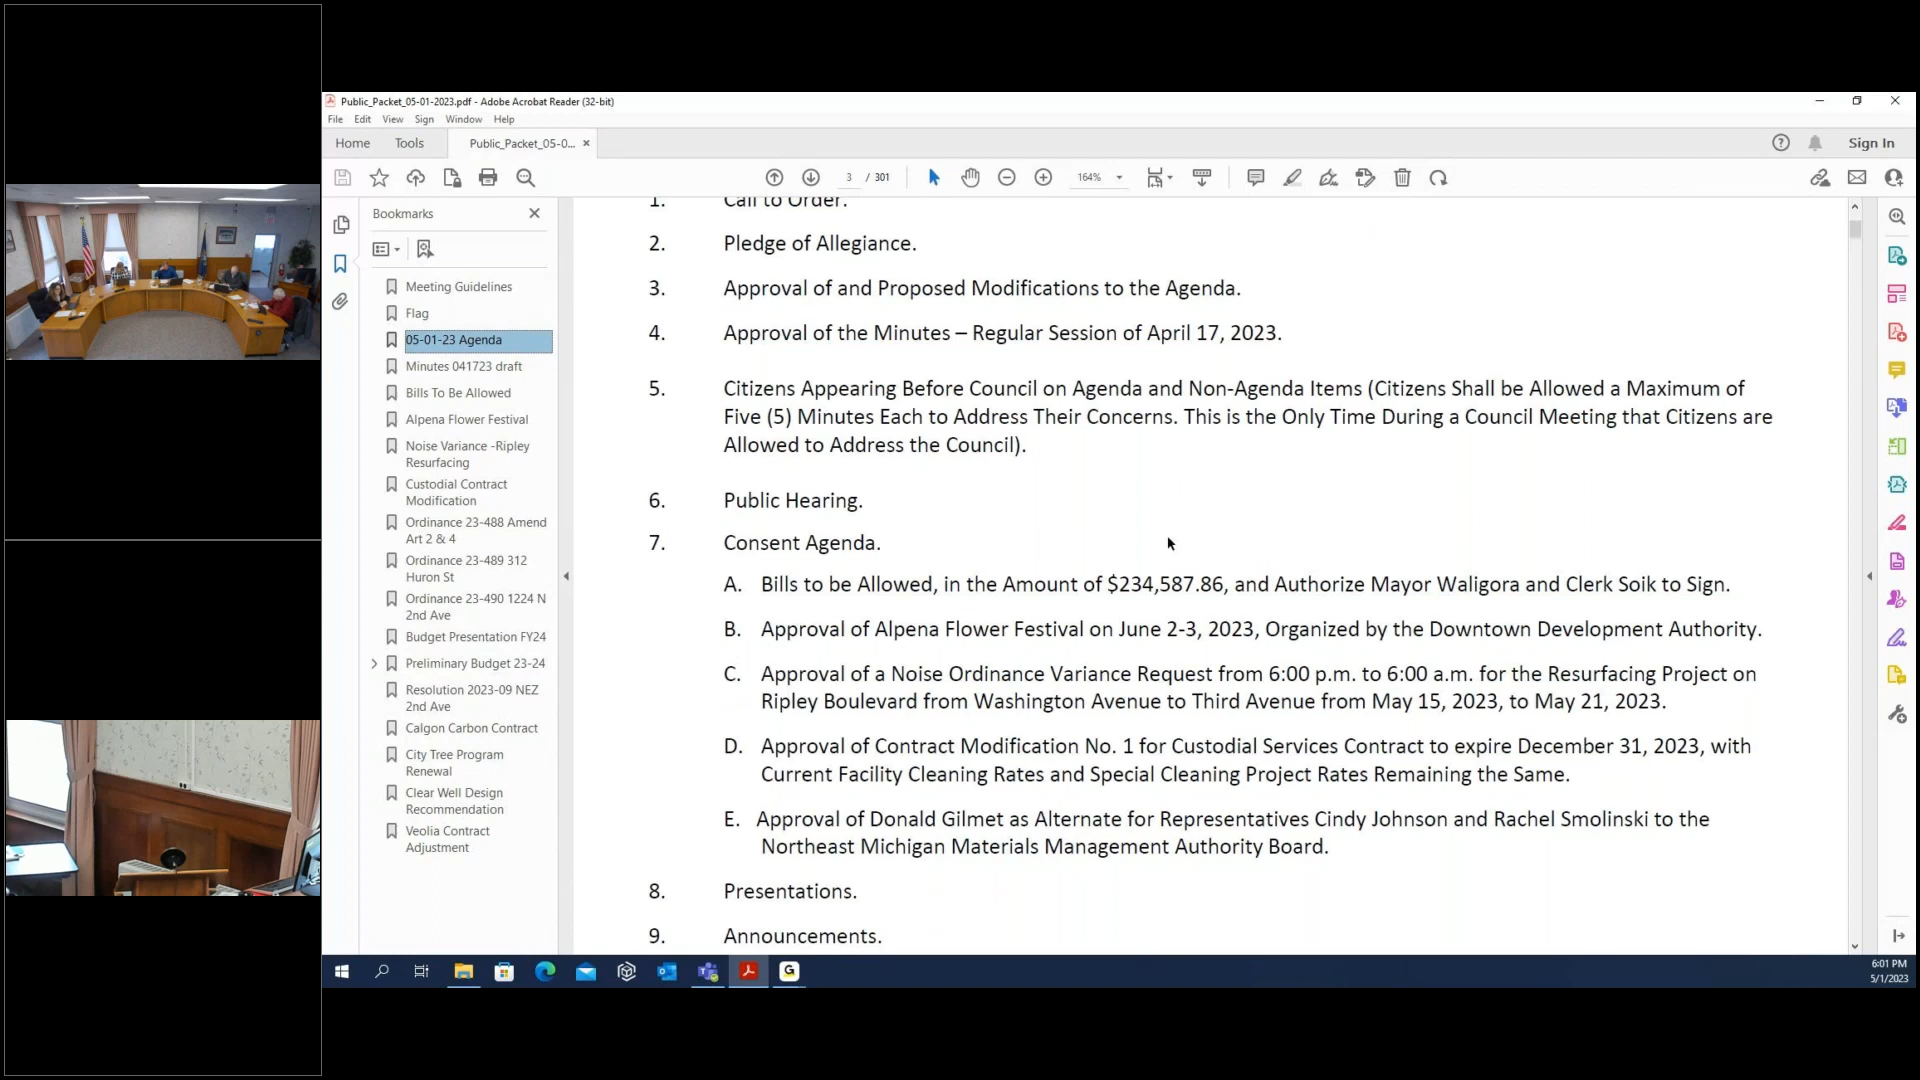 Public_Packet_05-01-2023.pdf - Adobe Acrobat Reader (32-bit)
File Edit View Sign Window Help
Home Tools Public_Packet_05-0... Sign In
3 / 301 164%
Bookmarks
Meeting Guidelines
Flag
05-01-23 Agenda
Minutes 041723 draft
Bills To Be Allowed
Alpena Flower Festival
Noise Variance -Ripley
Resurfacing
Custodial Contract
Modification
Ordinance 23-488 Amend
Art 2 & 4
Ordinance 23-489 312
Huron St
Ordinance 23-490 1224 N
2nd Ave
Budget Presentation FY24
Preliminary Budget 23-24
Resolution 2023-09 NEZ
2nd Ave
Calgon Carbon Contract
City Tree Program
Renewal
Clear Well Design
Recommendation
Veolia Contract
Adjustment
1. Call to Order.
2. Pledge of Allegiance.
3. Approval of and Proposed Modifications to the Agenda.
4. Approval of the Minutes – Regular Session of April 17, 2023.
5. Citizens Appearing Before Council on Agenda and Non-Agenda Items (Citizens Shall be Allowed a Maximum of
Five (5) Minutes Each to Address Their Concerns. This is the Only Time During a Council Meeting that Citizens are
Allowed to Address the Council).
6. Public Hearing.
7. Consent Agenda.
A. Bills to be Allowed, in the Amount of $234,587.86, and Authorize Mayor Waligora and Clerk Soik to Sign.
B. Approval of Alpena Flower Festival on June 2-3, 2023, Organized by the Downtown Development Authority.
C. Approval of a Noise Ordinance Variance Request from 6:00 p.m. to 6:00 a.m. for the Resurfacing Project on
Ripley Boulevard from Washington Avenue to Third Avenue from May 15, 2023, to May 21, 2023.
D. Approval of Contract Modification No. 1 for Custodial Services Contract to expire December 31, 2023, with
Current Facility Cleaning Rates and Special Cleaning Project Rates Remaining the Same.
E. Approval of Donald Gilmet as Alternate for Representatives Cindy Johnson and Rachel Smolinski to the
Northeast Michigan Materials Management Authority Board.
8. Presentations.
9. Announcements.
6:01 PM
5/1/2023